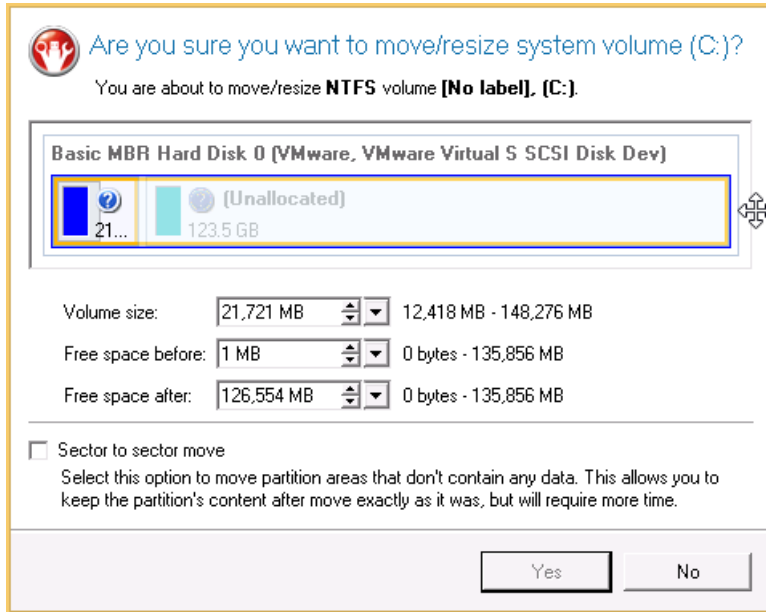 Are you sure you want to move/resize system volume (C:)?
You are about to move/resize NTFS volume [No label], (C:).
Basic MBR Hard Disk 0 (VMware, VMware Virtual S SCSI Disk Dev)
(Unallocated)
21... 123.5 GB
Volume size: 21,721 MB 12,418 MB - 148,276 MB
Free space before: 1 MB 0 bytes - 135,856 MB
Free space after: 126,554 MB 0 bytes - 135,856 MB
Sector to sector move
Select this option to move partition areas that don't contain any data. This allows you to
keep the partition's content after move exactly as it was, but will require more time.
Yes No